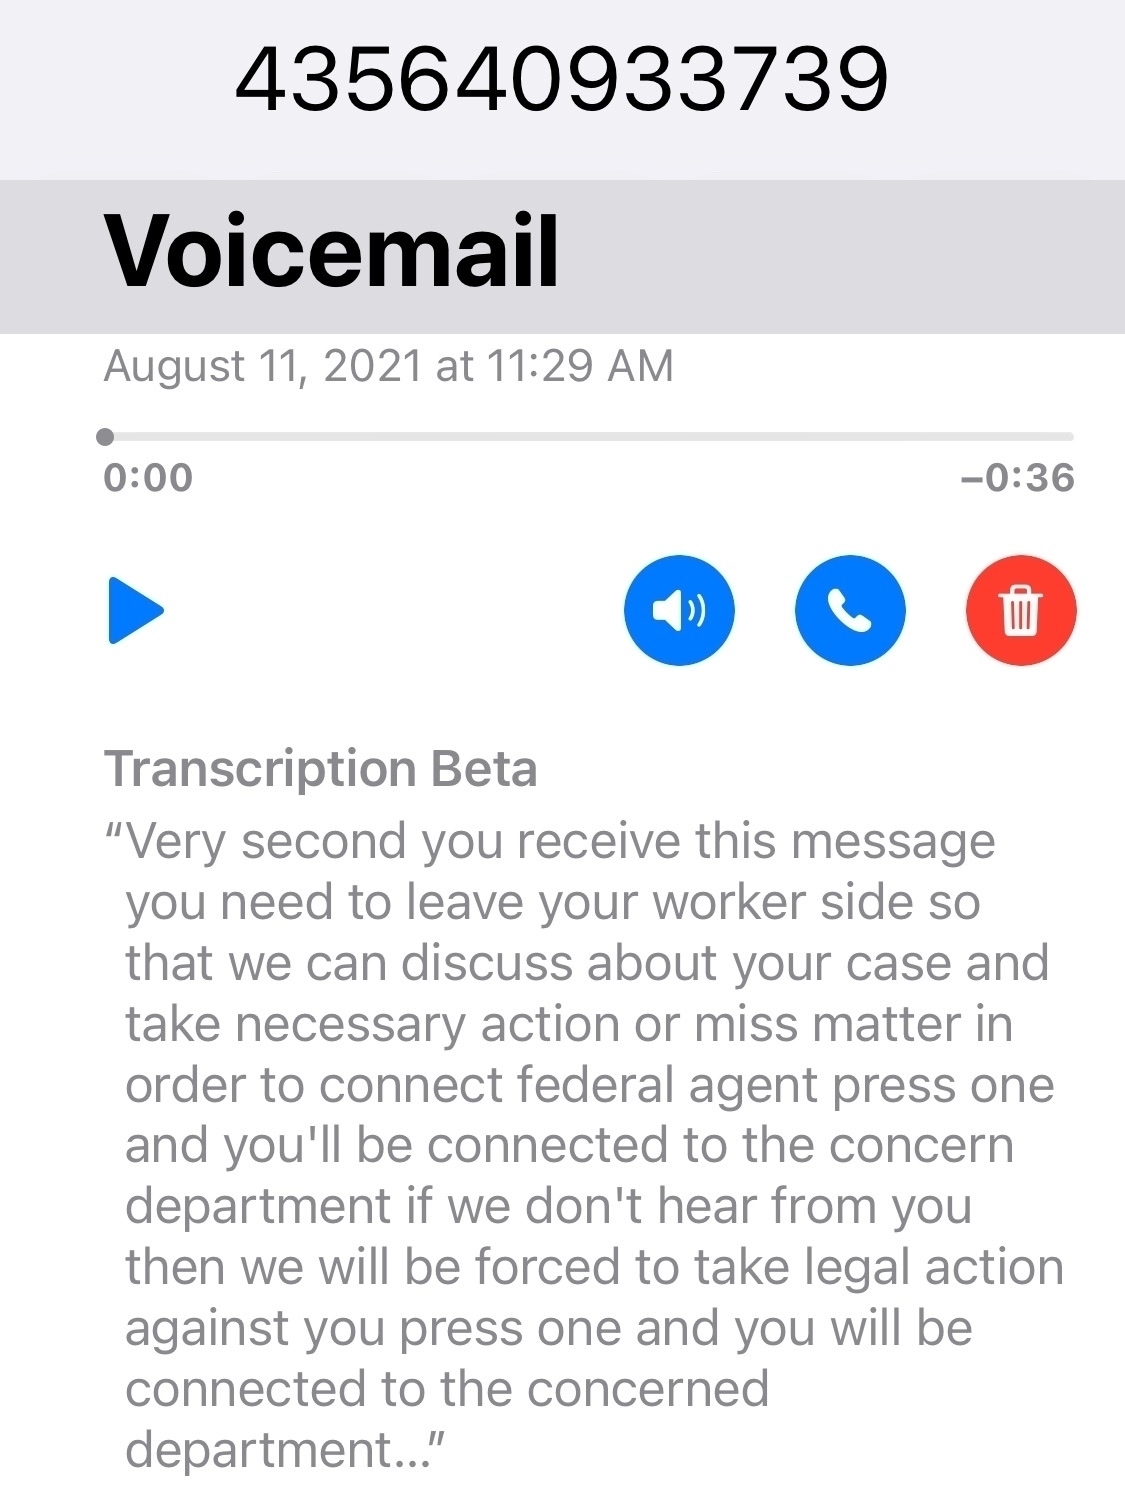 435640933739
Voicemail
August 11, 2021 at 11:29 AM
0:00
–0:36
Transcription Beta
“Very second you receive this message
you need to leave your worker side so
that we can discuss about your case and
take necessary action or miss matter in
order to connect federal agent press one
and you'll be connected to the concern
department if we don't hear from you
then we will be forced to take legal action
against you press one and you will be
connected to the concerned
department...”